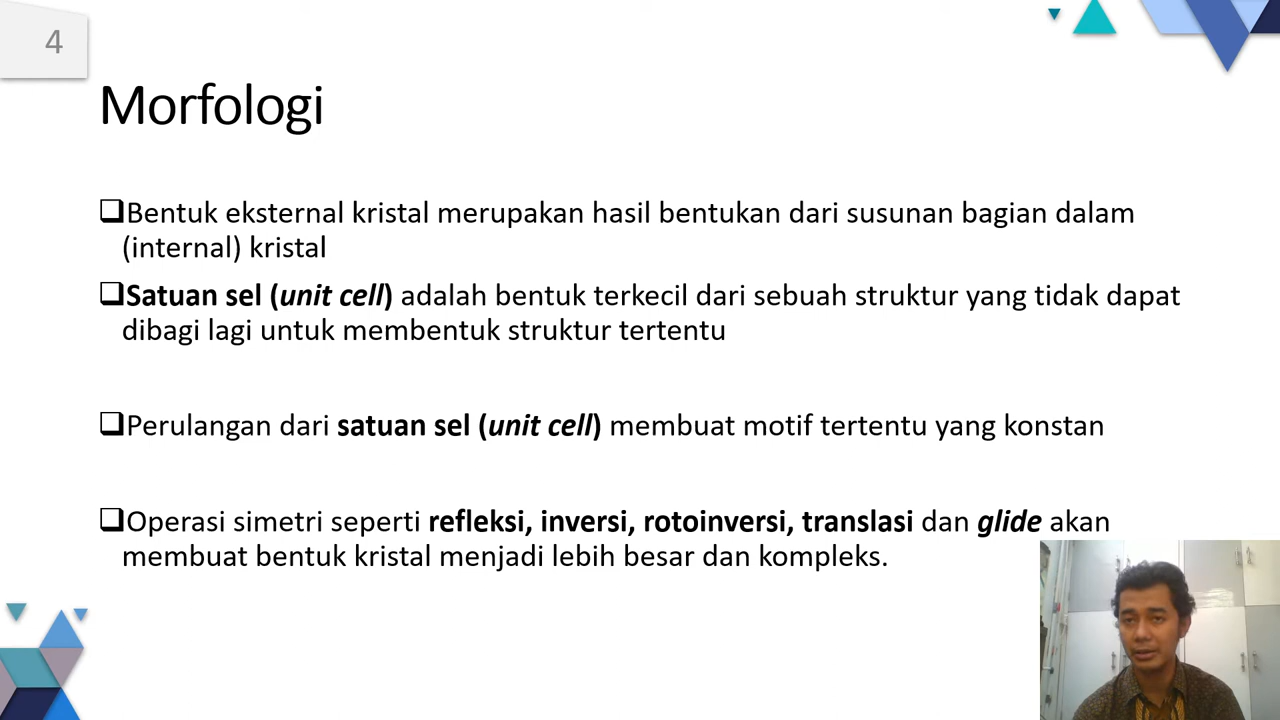 4
Morfologi
❑Bentuk eksternal kristal merupakan hasil bentukan dari susunan bagian dalam
(internal) kristal
❑Satuan sel (unit cell) adalah bentuk terkecil dari sebuah struktur yang tidak dapat
dibagi lagi untuk membentuk struktur tertentu
❑Perulangan dari satuan sel (unit cell) membuat motif tertentu yang konstan
❑Operasi simetri seperti refleksi, inversi, rotoinversi, translasi dan glide akan
membuat bentuk kristal menjadi lebih besar dan kompleks.